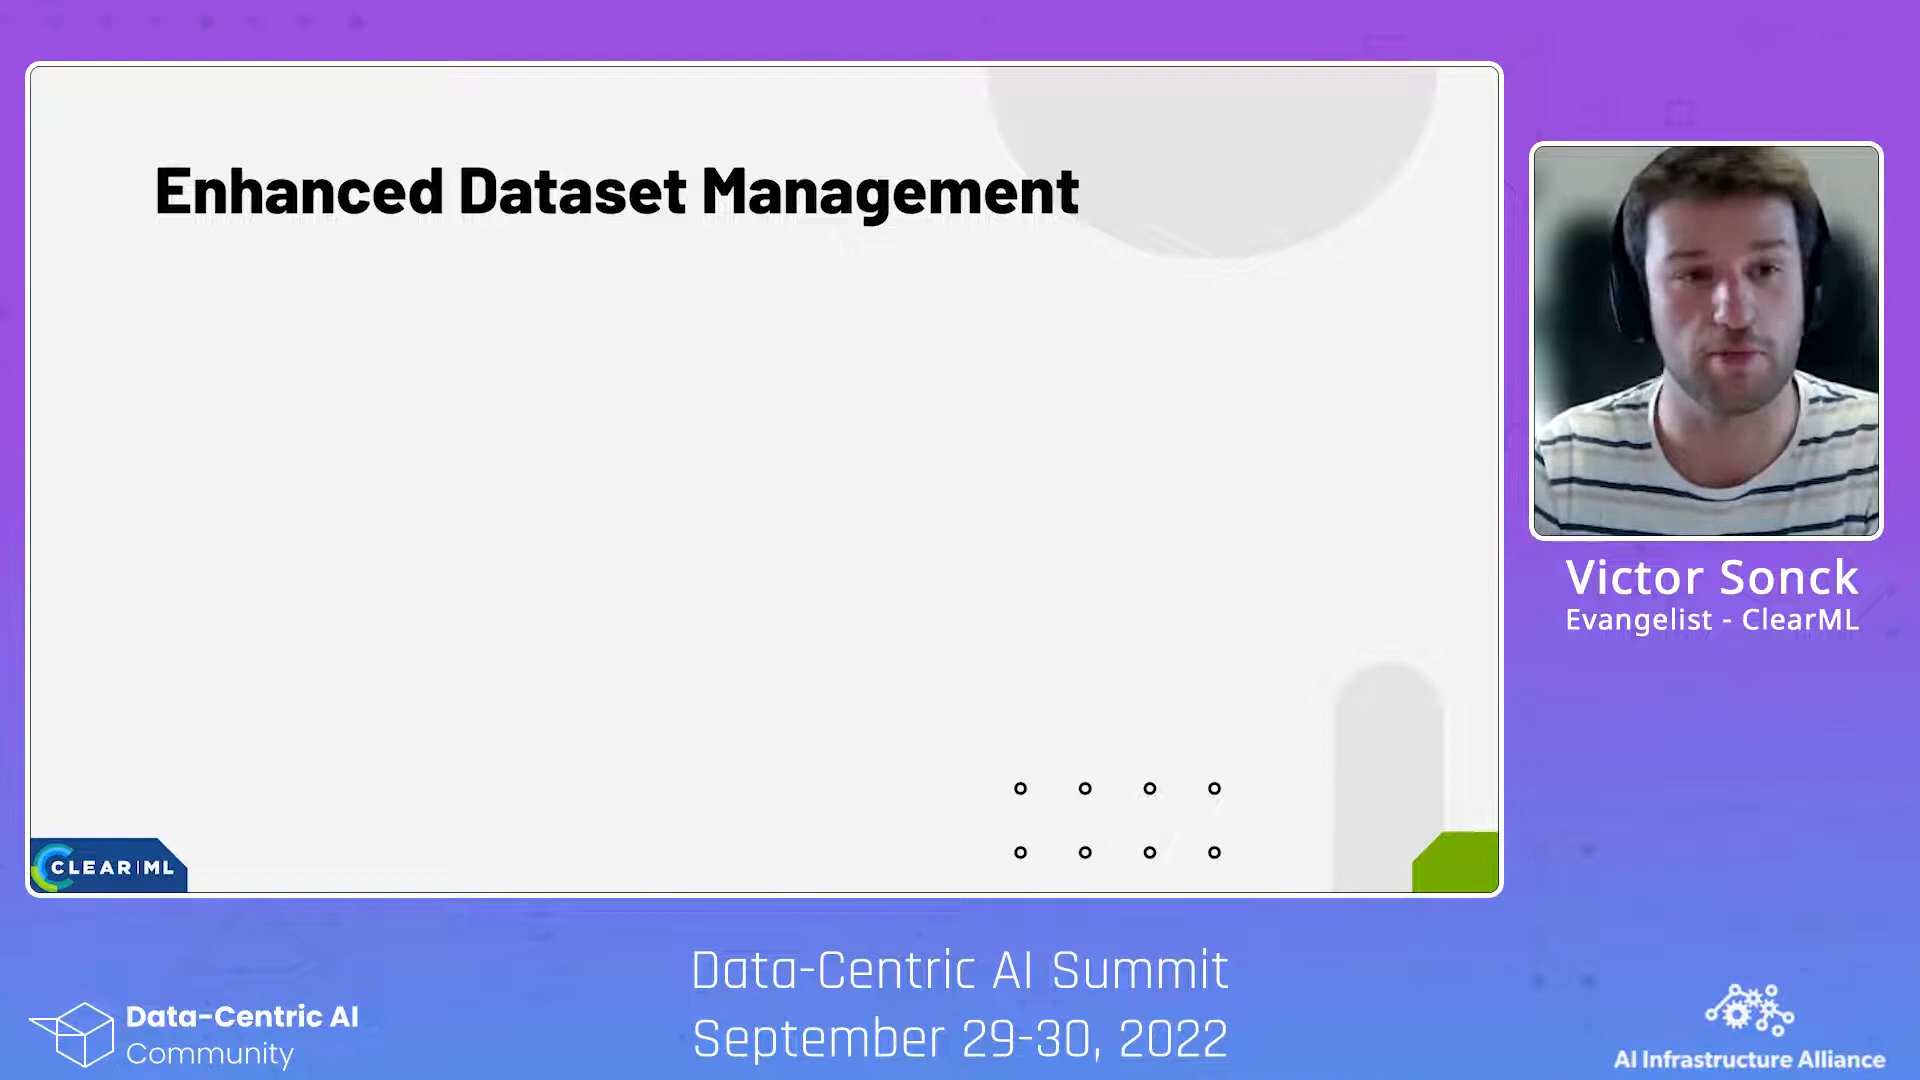 Enhanced Dataset Management
CLEAR|ML
Victor Sonck
Evangelist - ClearML
Data-Centric AI Summit
September 29-30, 2022
Data-Centric AI
Community
AI Infrastructure Alliance